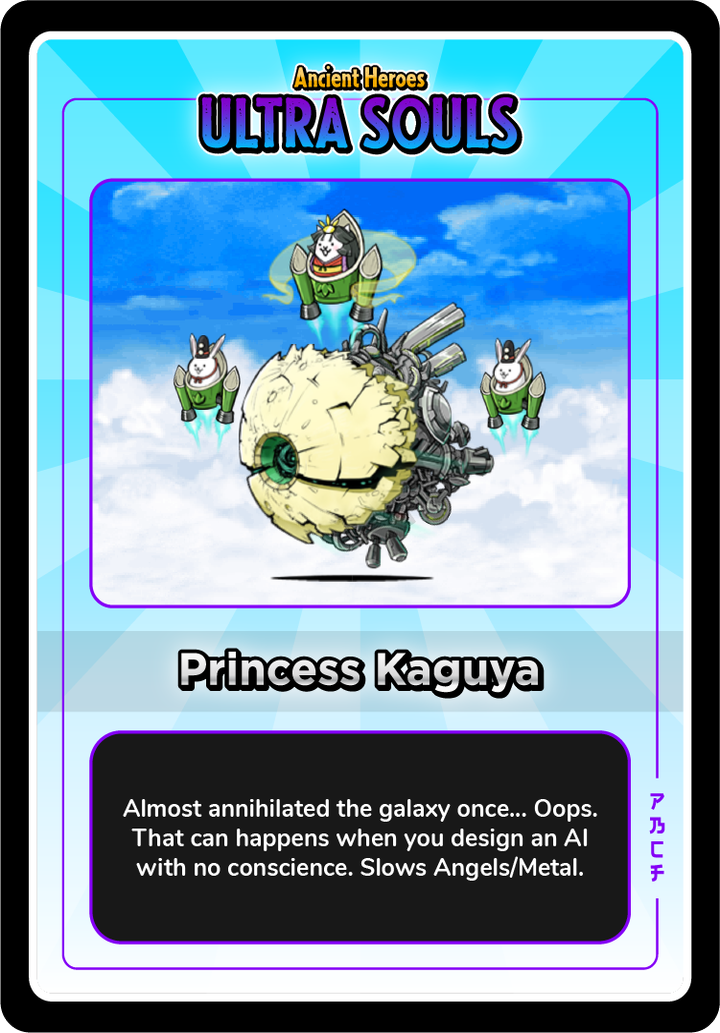 Ancient Heroes
ULTRA SOULS
Princess Kaguya
Almost annihilated the galaxy once... Oops.
That can happens when you design an AI
with no conscience. Slows Angels/Metal.
ア
乃
匚
チ